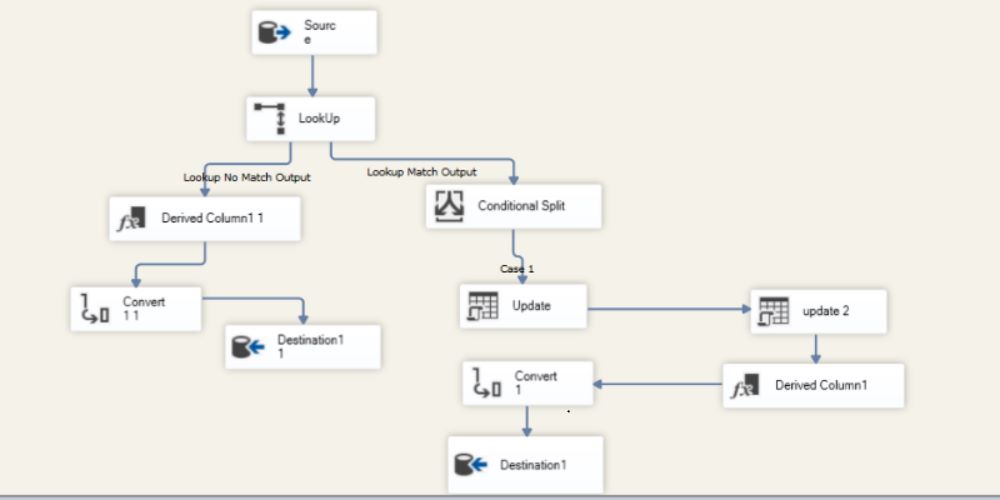 Sourc
e
LookUp
Lookup No Match Output
Lookup Match Output
Derived Column1 1
Conditional Split
Case 1
Convert
1 1
Update
update 2
Destination1
1
Convert
1
Derived Column1
Destination1